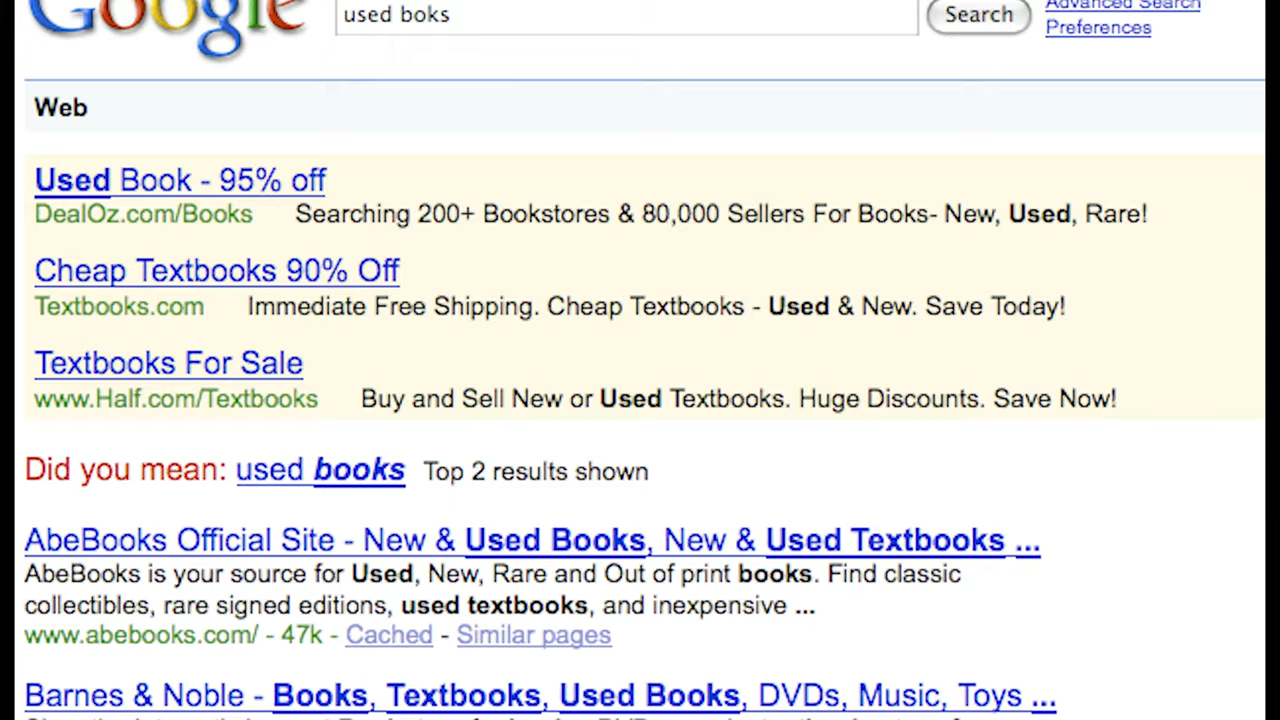 Google used boks Search Advanced Search
Preferences
Web
Used Book - 95% off
DealOz.com/Books Searching 200+ Bookstores & 80,000 Sellers For Books- New, Used, Rare!
Cheap Textbooks 90% Off
Textbooks.com Immediate Free Shipping. Cheap Textbooks - Used & New. Save Today!
Textbooks For Sale
www.Half.com/Textbooks Buy and Sell New or Used Textbooks. Huge Discounts. Save Now!
Did you mean: used books Top 2 results shown
AbeBooks Official Site - New & Used Books, New & Used Textbooks ...
AbeBooks is your source for Used, New, Rare and Out of print books. Find classic
collectibles, rare signed editions, used textbooks, and inexpensive ...
www.abebooks.com/ - 47k - Cached - Similar pages
Barnes & Noble - Books, Textbooks, Used Books, DVDs, Music, Toys ...